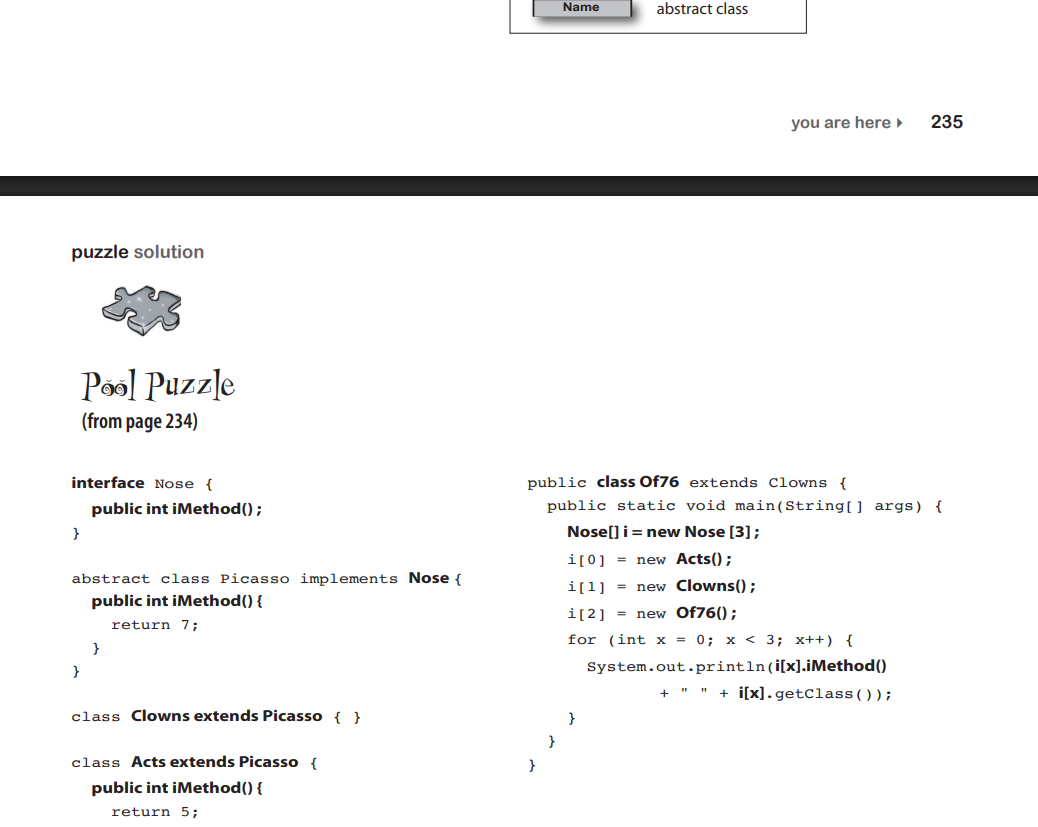 Name abstract class
you are here 235
puzzle solution
Pool Puzzle
(from page 234)
interface Nose {
public int iMethod() ;
}
abstract class Picasso implements Nose {
public int iMethod() {
return 7;
}
}
class Clowns extends Picasso { }
class Acts extends Picasso {
public int iMethod() {
return 5;
public class Of76 extends Clowns {
public static void main(String[] args) {
Nose[] i = new Nose [3] ;
i[0] = new Acts() ;
i[1] = new Clowns() ;
i[2] = new Of76() ;
for (int x = 0; x < 3; x++) {
System.out.println(i[x].iMethod()
+ " " + i[x].getClass());
}
}
}